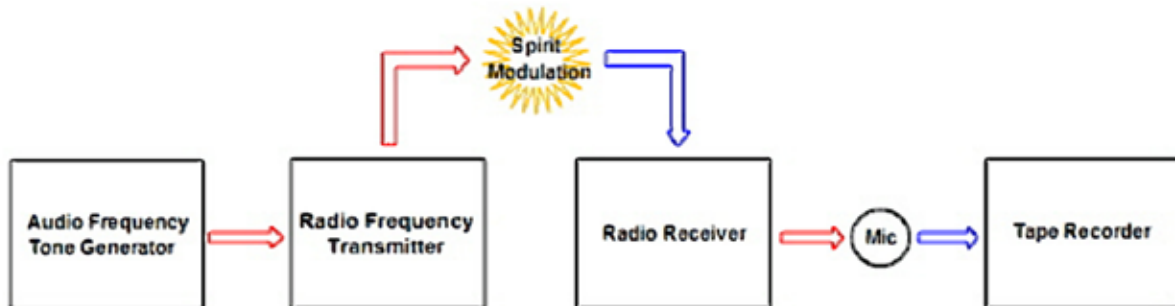 Spirit
Modulation
Audio Frequency
Tone Generator
Radio Frequency
Transmitter
Radio Receiver
Mic
Tape Recorder